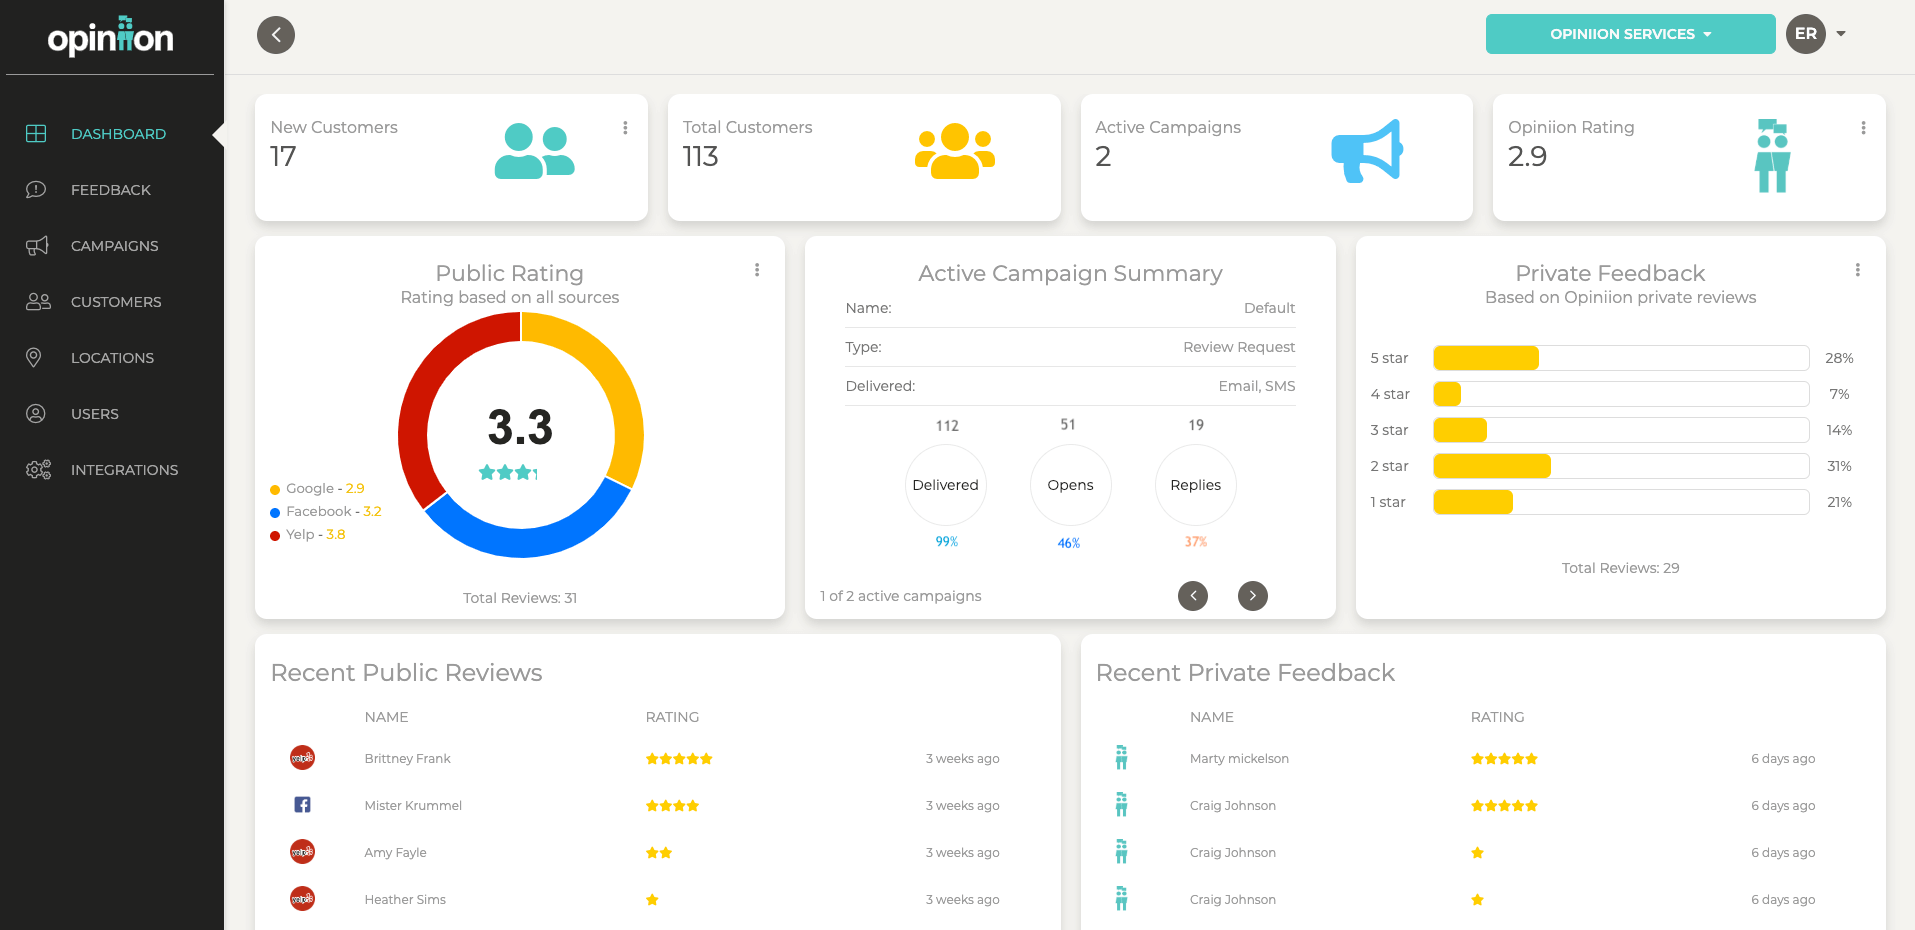 opiniion
OPINIION SERVICES
ER
DASHBOARD
FEEDBACK
CAMPAIGNS
CUSTOMERS
LOCATIONS
USERS
INTEGRATIONS
New Customers
17
Total Customers
113
Active Campaigns
2
Opiniion Rating
2.9
Public Rating
Rating based on all sources
3.3
Google - 2.9
Facebook - 3.2
Yelp - 3.8
Total Reviews: 31
Active Campaign Summary
Name: Default
Type: Review Request
Delivered: Email, SMS
112 51 19
Delivered Opens Replies
99% 46% 37%
1 of 2 active campaigns
Private Feedback
Based on Opiniion private reviews
5 star 28%
4 star 7%
3 star 14%
2 star 31%
1 star 21%
Total Reviews: 29
Recent Public Reviews
NAME RATING
yelp Brittney Frank 3 weeks ago
Mister Krummel 3 weeks ago
yelp Amy Fayle 3 weeks ago
yelp Heather Sims 3 weeks ago
Recent Private Feedback
NAME RATING
Marty mickelson 6 days ago
Craig Johnson 6 days ago
Craig Johnson 6 days ago
Craig Johnson 6 days ago